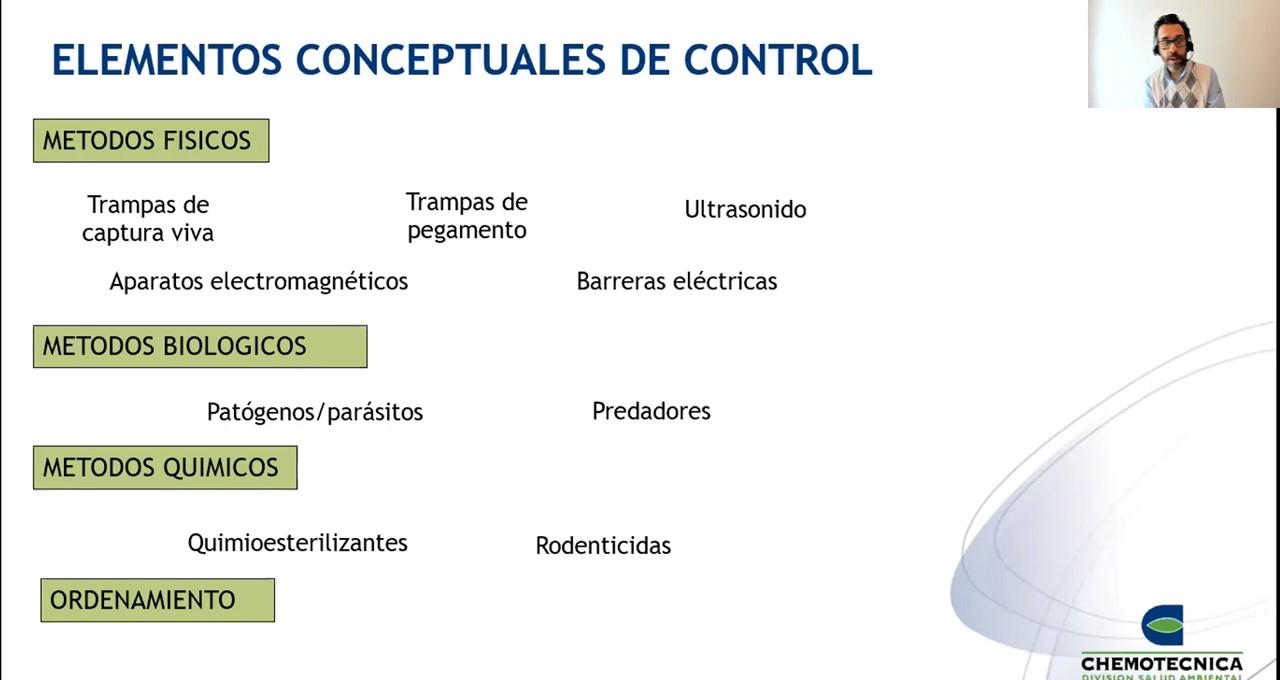 ELEMENTOS CONCEPTUALES DE CONTROL
METODOS FISICOS
Trampas de
captura viva
Trampas de
pegamento
Ultrasonido
Aparatos electromagnéticos
Barreras eléctricas
METODOS BIOLOGICOS
Patógenos/parásitos
Predadores
METODOS QUIMICOS
Quimioesterilizantes
Rodenticidas
ORDENAMIENTO
CHEMOTECNICA
DIVISION SALUD AMBIENTAL